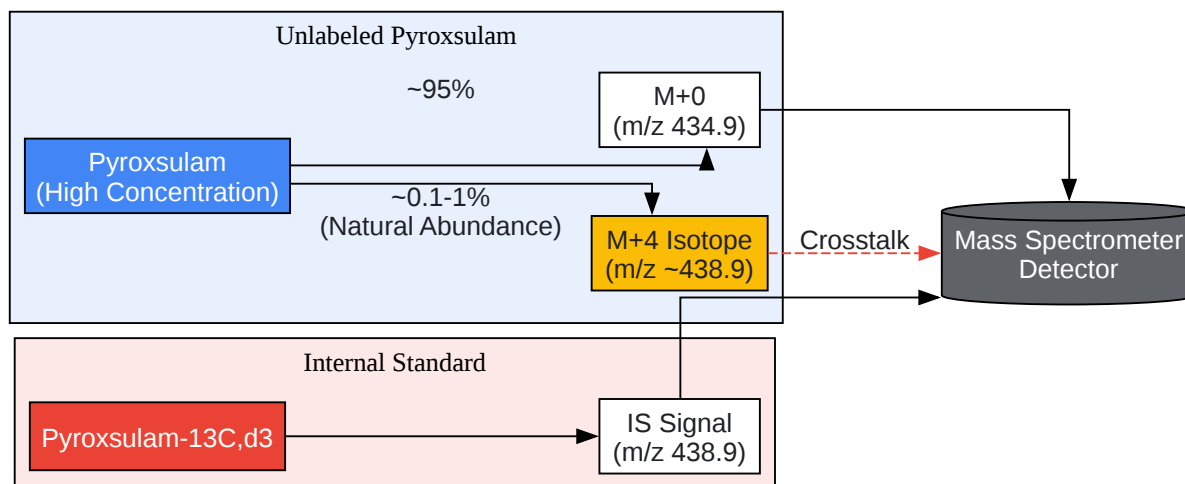 Unlabeled Pyroxsulam
~95%
M+0
(m/z 434.9)
Pyroxsulam
(High Concentration)
~0.1-1%
(Natural Abundance)
M+4 Isotope
(m/z ~438.9)
Crosstalk
Mass Spectrometer
Detector
Internal Standard
Pyroxsulam-13C,d3
IS Signal
(m/z 438.9)